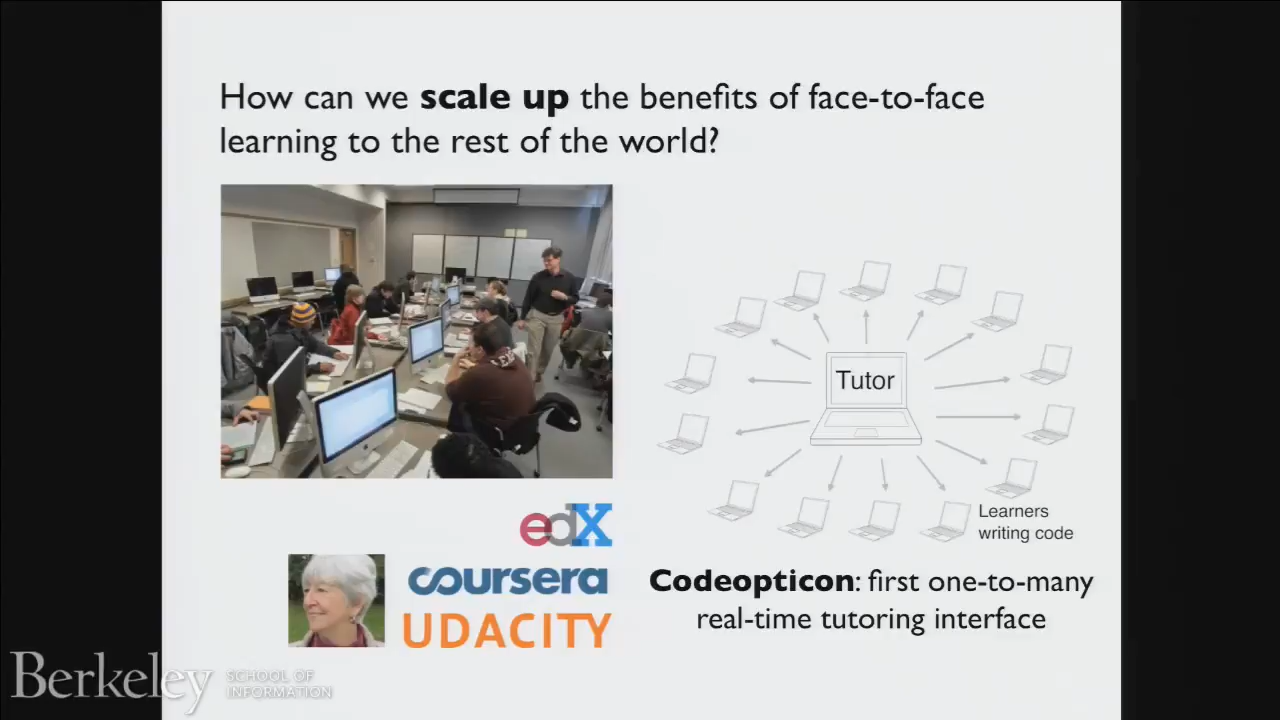 How can we scale up the benefits of face-to-face
learning to the rest of the world?
Tutor
Learners
writing code
edX
coursera
UDACITY
Codeopticon: first one-to-many
real-time tutoring interface
Berkeley SCHOOL OF
INFORMATION